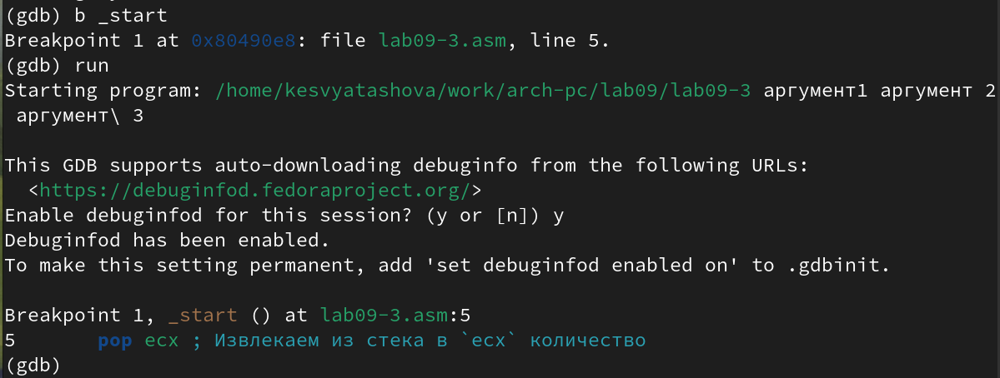 (gdb) b _start
Breakpoint 1 at 0x80490e8: file lab09-3.asm, line 5.
(gdb) run
Starting program: /home/kesvyatashova/work/arch-pc/lab09/lab09-3 аргумент1 аргумент 2
 аргумент\ 3

This GDB supports auto-downloading debuginfo from the following URLs:
  <https://debuginfod.fedoraproject.org/>
Enable debuginfod for this session? (y or [n]) y
Debuginfod has been enabled.
To make this setting permanent, add 'set debuginfod enabled on' to .gdbinit.

Breakpoint 1, _start () at lab09-3.asm:5
5       pop ecx ; Извлекаем из стека в `ecx` количество
(gdb)